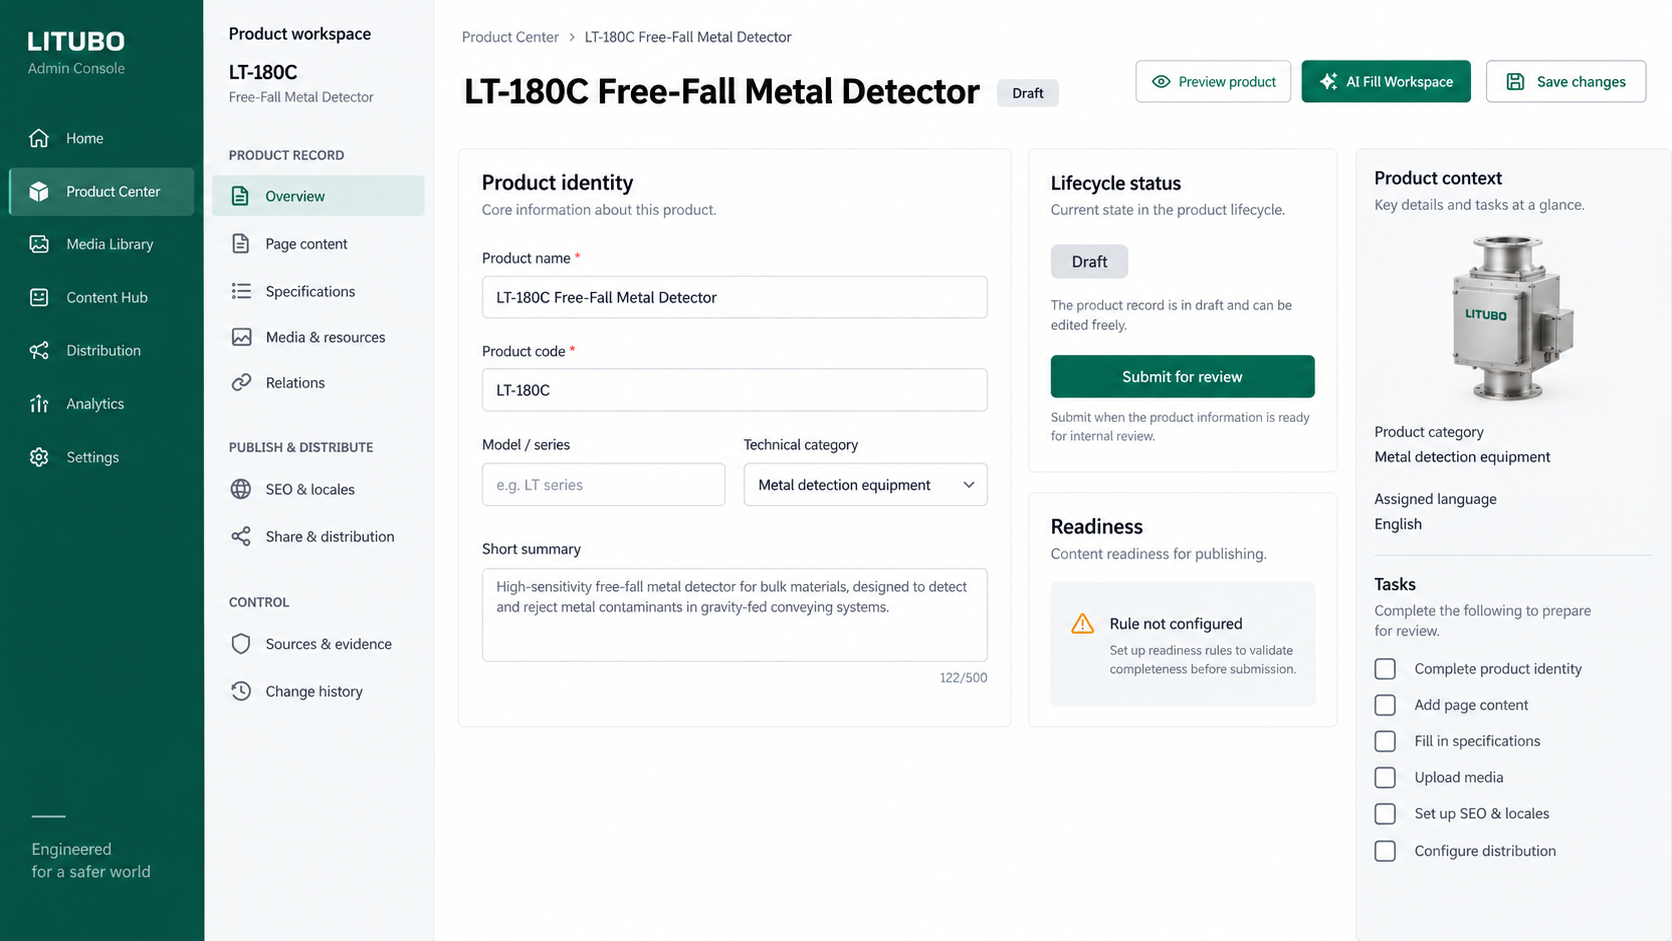 LITUBO
Admin Console
Home
Product Center
Media Library
Content Hub
Distribution
Analytics
Settings
Engineered
for a safer world
Product workspace
LT-180C
Free-Fall Metal Detector
PRODUCT RECORD
Overview
Page content
Specifications
Media & resources
Relations
PUBLISH & DISTRIBUTE
SEO & locales
Share & distribution
CONTROL
Sources & evidence
Change history
Product Center › LT-180C Free-Fall Metal Detector
LT-180C Free-Fall Metal Detector
Draft
Preview product
AI Fill Workspace
Save changes
Product identity
Core information about this product.
Product name *
LT-180C Free-Fall Metal Detector
Product code *
LT-180C
Model / series
e.g. LT series
Technical category
Metal detection equipment
Short summary
High-sensitivity free-fall metal detector for bulk materials, designed to detect
and reject metal contaminants in gravity-fed conveying systems.
122/500
Lifecycle status
Current state in the product lifecycle.
Draft
The product record is in draft and can be
edited freely.
Submit for review
Submit when the product information is ready
for internal review.
Readiness
Content readiness for publishing.
Rule not configured
Set up readiness rules to validate
completeness before submission.
Product context
Key details and tasks at a glance.
LITUBO
Product category
Metal detection equipment
Assigned language
English
Tasks
Complete the following to prepare
for review.
Complete product identity
Add page content
Fill in specifications
Upload media
Set up SEO & locales
Configure distribution